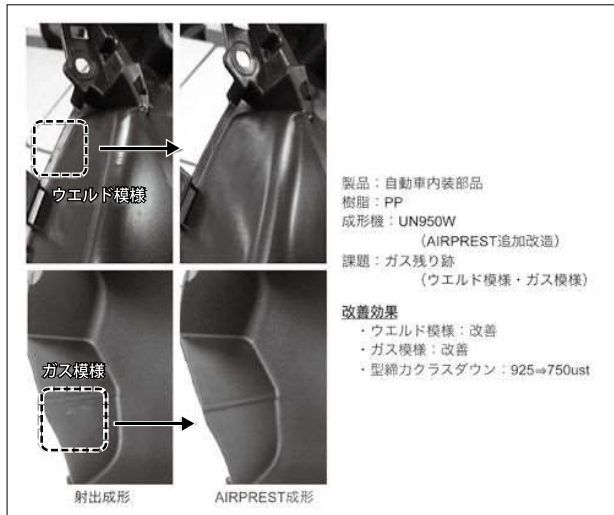 ウエルド模様
ガス模様
射出成形
AIRPREST成形
製品：自動車内装部品
樹脂：PP
成形機：UN950W
（AIRPREST追加改造）
課題：ガス残り跡
（ウエルド模様・ガス模様）
改善効果
・ウエルド模様：改善
・ガス模様：改善
・型締力クラスダウン：925⇒750ust